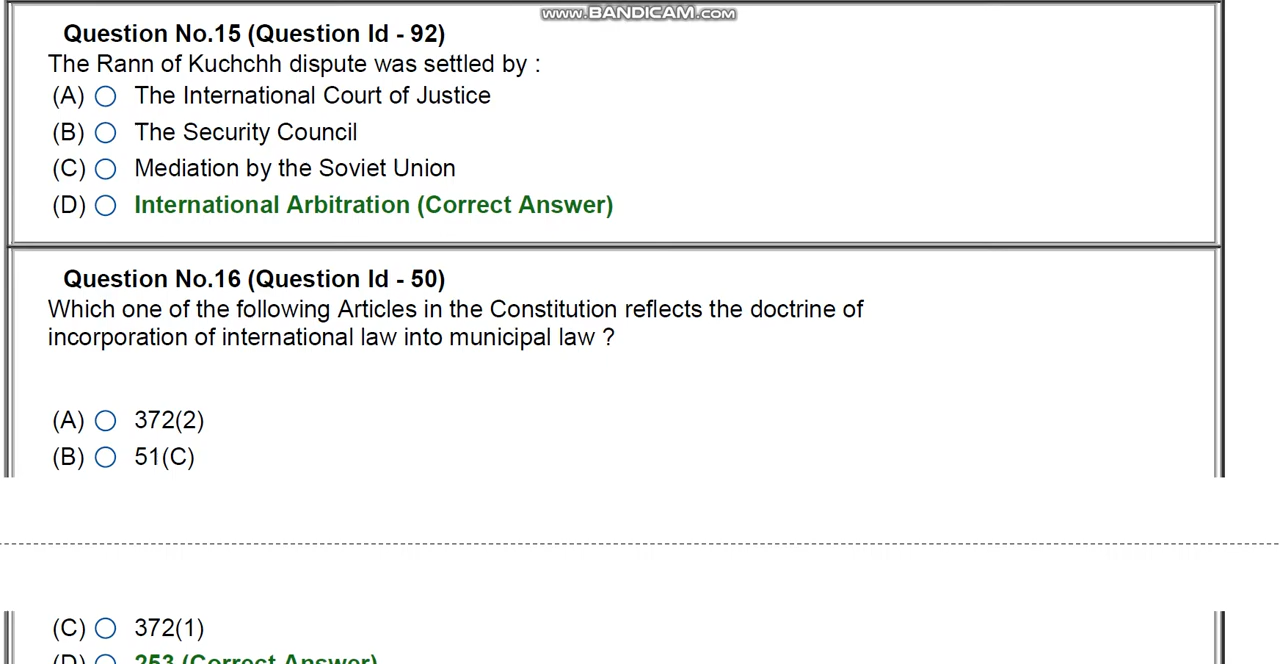 www.BANDICAM.com
Question No.15 (Question Id - 92)
The Rann of Kuchchh dispute was settled by :
(A) The International Court of Justice
(B) The Security Council
(C) Mediation by the Soviet Union
(D) International Arbitration (Correct Answer)
Question No.16 (Question Id - 50)
Which one of the following Articles in the Constitution reflects the doctrine of
incorporation of international law into municipal law ?
(A) 372(2)
(B) 51(C)
(C) 372(1)
(D) 253 (Correct Answer)